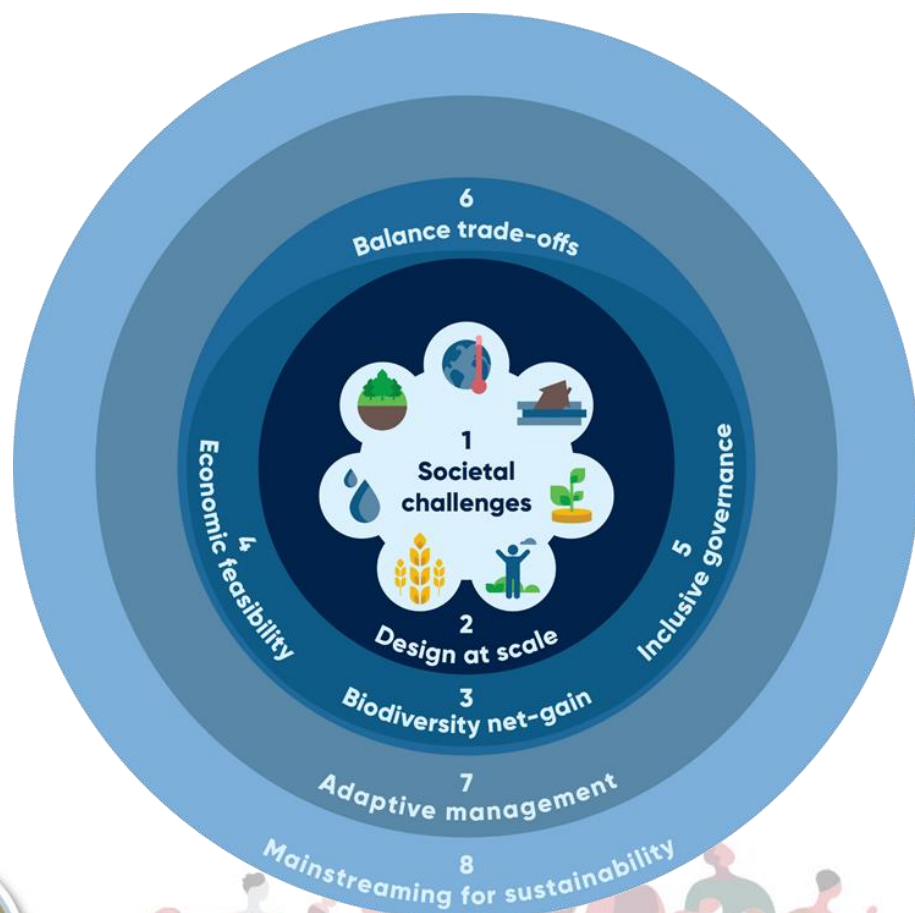 6
Balance trade-offs
1
Societal
challenges
4
Economic feasibility
5
Inclusive governance
2
Design at scale
3
Biodiversity net-gain
7
Adaptive management
8
Mainstreaming for sustainability